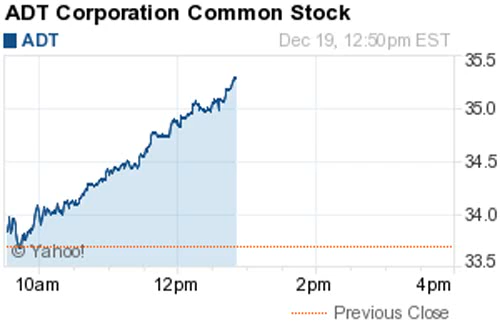 ADT Corporation Common Stock
ADT Dec 19, 12:50pm EST
35.5
35.0
34.5
34.0
33.5
© Yahoo!
10am 12pm 2pm 4pm
Previous Close